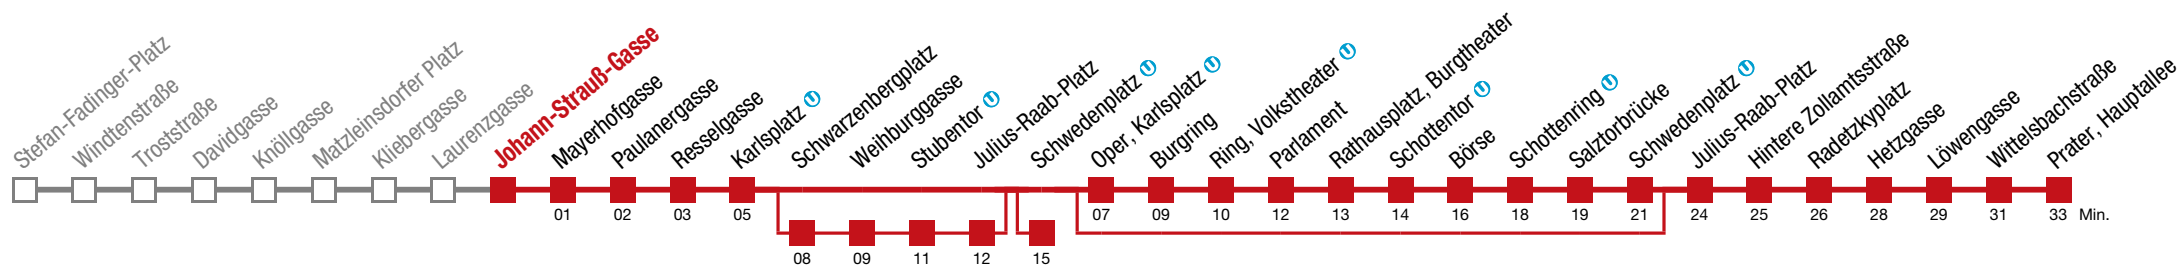 Stefan-Fadinger-Platz
Windtenstraße
Troststraße
Davidgasse
Knöllgasse
Matzleinsdorfer Platz
Kliebergasse
Laurenzgasse
Johann-Strauß-Gasse
Mayerhofgasse
Paulanergasse
Resselgasse
Karlsplatz U
Schwarzenbergplatz
Weihburggasse
Stubentor U
Julius-Raab-Platz
Schwedenplatz U
Oper, Karlsplatz U
Burgring
Ring, Volkstheater U
Parlament
Rathausplatz, Burgtheater
Schottentor U
Börse
Schottenring U
Salztorbrücke
Schwedenplatz U
Julius-Raab-Platz
Hintere Zollamtsstraße
Radetzkyplatz
Hetzgasse
Löwengasse
Wittelsbachstraße
Prater, Hauptallee
01 02 03 05 07 09 10 12 13 14 16 18 19 21 24 25 26 28 29 31 33 Min.
08 09 11 12 15